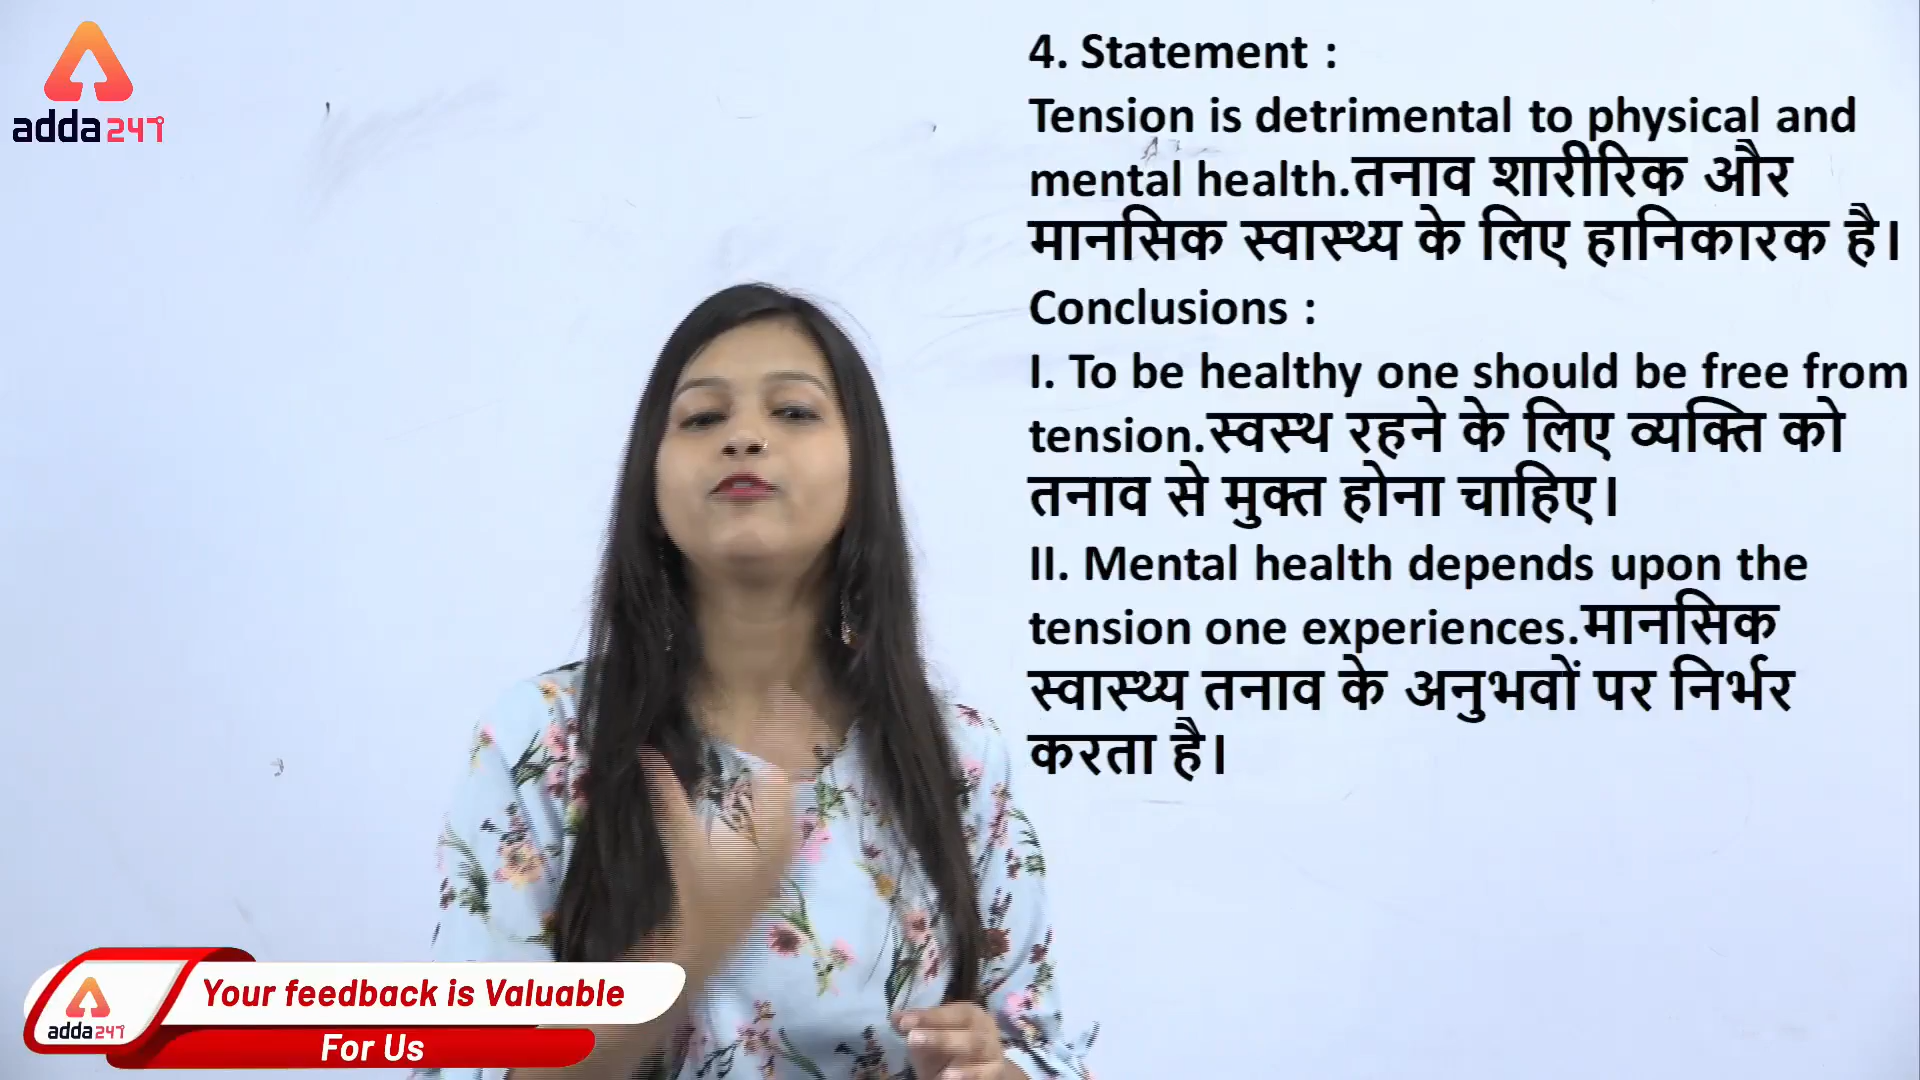 adda247
4. Statement :
Tension is detrimental to physical and
mental health.तनाव शारीरिक और
मानसिक स्वास्थ्य के लिए हानिकारक है।
Conclusions :
I. To be healthy one should be free from
tension.स्वस्थ रहने के लिए व्यक्ति को
तनाव से मुक्त होना चाहिए।
II. Mental health depends upon the
tension one experiences.मानसिक
स्वास्थ्य तनाव के अनुभवों पर निर्भर
करता है।
adda247
Your feedback is Valuable
For Us